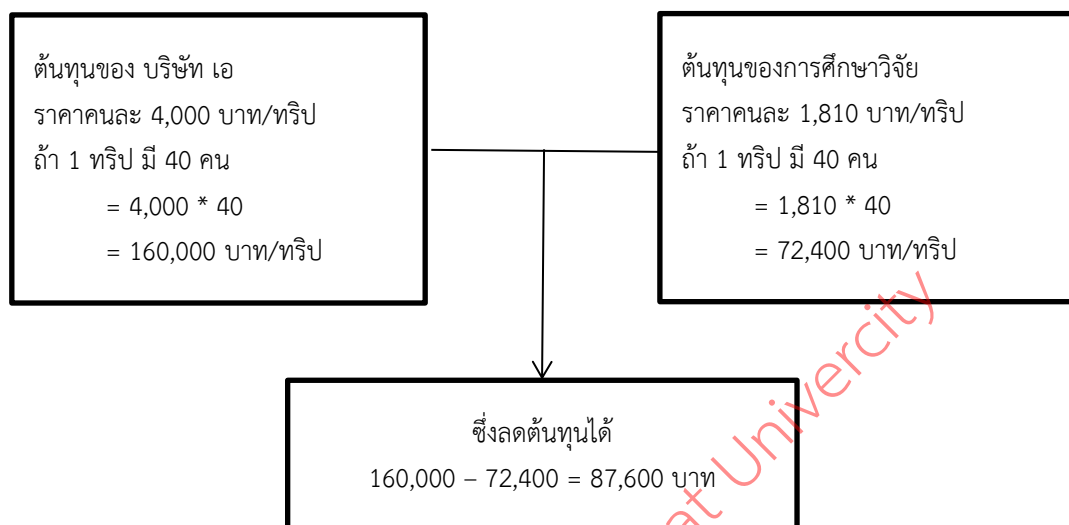 ต้นทุนของ บริษัท เอ
ราคาคนละ 4,000 บาท/ทริป
ถ้า 1 ทริป มี 40 คน
= 4,000 * 40
= 160,000 บาท/ทริป
ต้นทุนของการศึกษาวิจัย
ราคาคนละ 1,810 บาท/ทริป
ถ้า 1 ทริป มี 40 คน
= 1,810 * 40
= 72,400 บาท/ทริป
ซึ่งลดต้นทุนได้
160,000 – 72,400 = 87,600 บาท
at Univercity